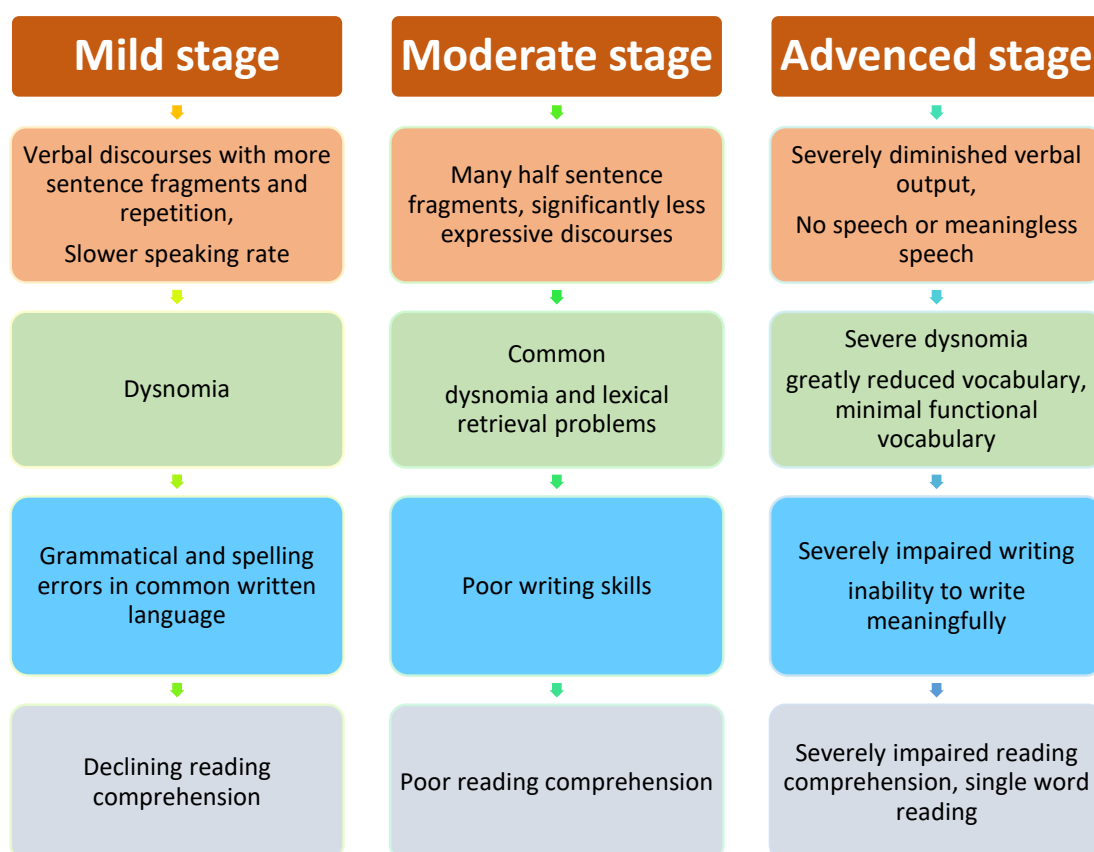 Mild stage
Verbal discourses with more
sentence fragments and
repetition,
Slower speaking rate
Dysnomia
Grammatical and spelling
errors in common written
language
Declining reading
comprehension
Moderate stage
Many half sentence
fragments, significantly less
expressive discourses
Common
dysnomia and lexical
retrieval problems
Poor writing skills
Poor reading comprehension
Advenced stage
Severely diminished verbal
output,
No speech or meaningless
speech
Severe dysnomia
greatly reduced vocabulary,
minimal functional
vocabulary
Severely impaired writing
inability to write
meaningfully
Severely impaired reading
comprehension, single word
reading